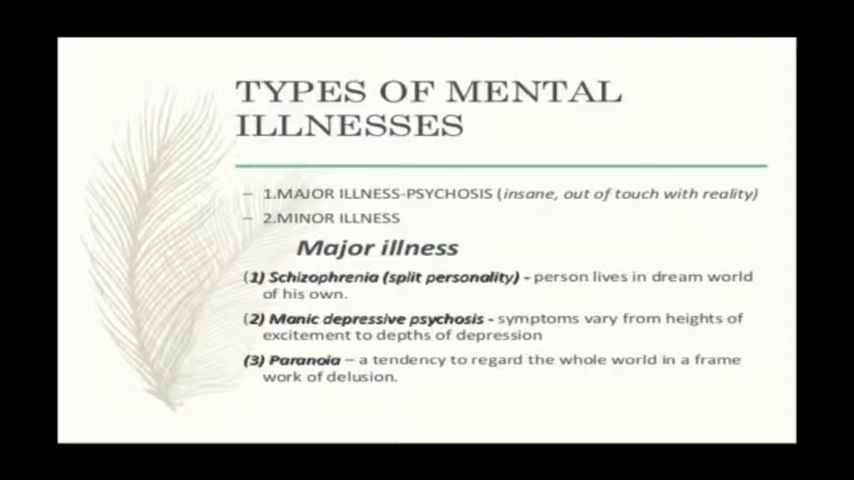 TYPES OF MENTAL
ILLNESSES
– 1.MAJOR ILLNESS-PSYCHOSIS (insane, out of touch with reality)
– 2.MINOR ILLNESS
Major illness
(1) Schizophrenia (split personality) - person lives in dream world
of his own.
(2) Manic depressive psychosis - symptoms vary from heights of
excitement to depths of depression
(3) Paranoia – a tendency to regard the whole world in a frame
work of delusion.